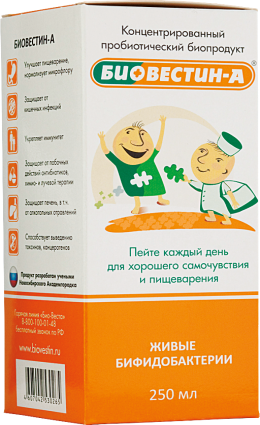 БИОВЕСТИН-А
Улучшает пищеварение,
нормализует микрофлору
Защищает от
кишечных инфекций
Укрепляет иммунитет
Защищает от побочных
действий антибиотиков,
химио- и лучевой терапии
Защищает печень, в т.ч.
от алкогольных отравлений
Способствует выведению
токсинов, канцерогенов
Продукт разработан учеными
Новосибирского Академгородка
Горячая линия «Био-Веста»
8-800-100-01-48
бесплатный звонок по РФ
www.biovestin.ru
Концентрированный
пробиотический биопродукт
БИОВЕСТИН-А®
Пейте каждый день
для хорошего самочувствия
и пищеварения
ЖИВЫЕ
БИФИДОБАКТЕРИИ
250 мл